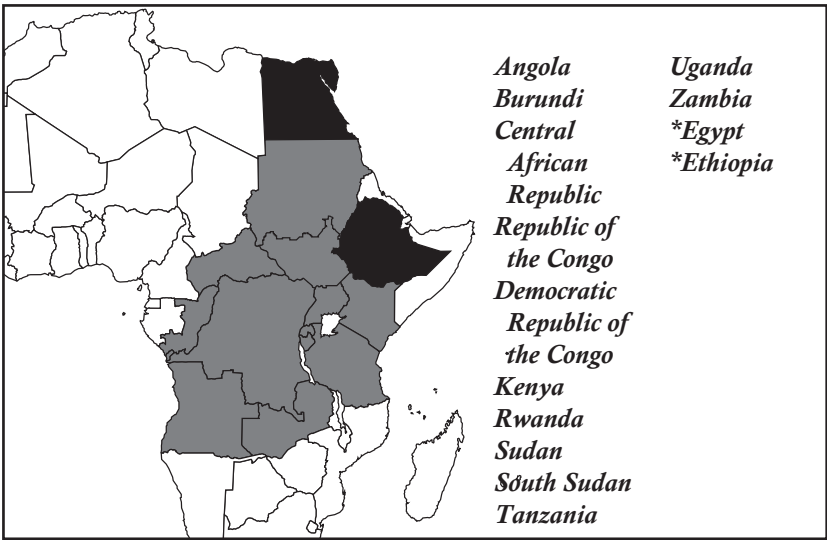 Angola
Burundi
Central
African
Republic
Republic of
the Congo
Democratic
Republic of
the Congo
Kenya
Rwanda
Sudan
South Sudan
Tanzania
Uganda
Zambia
*Egypt
*Ethiopia